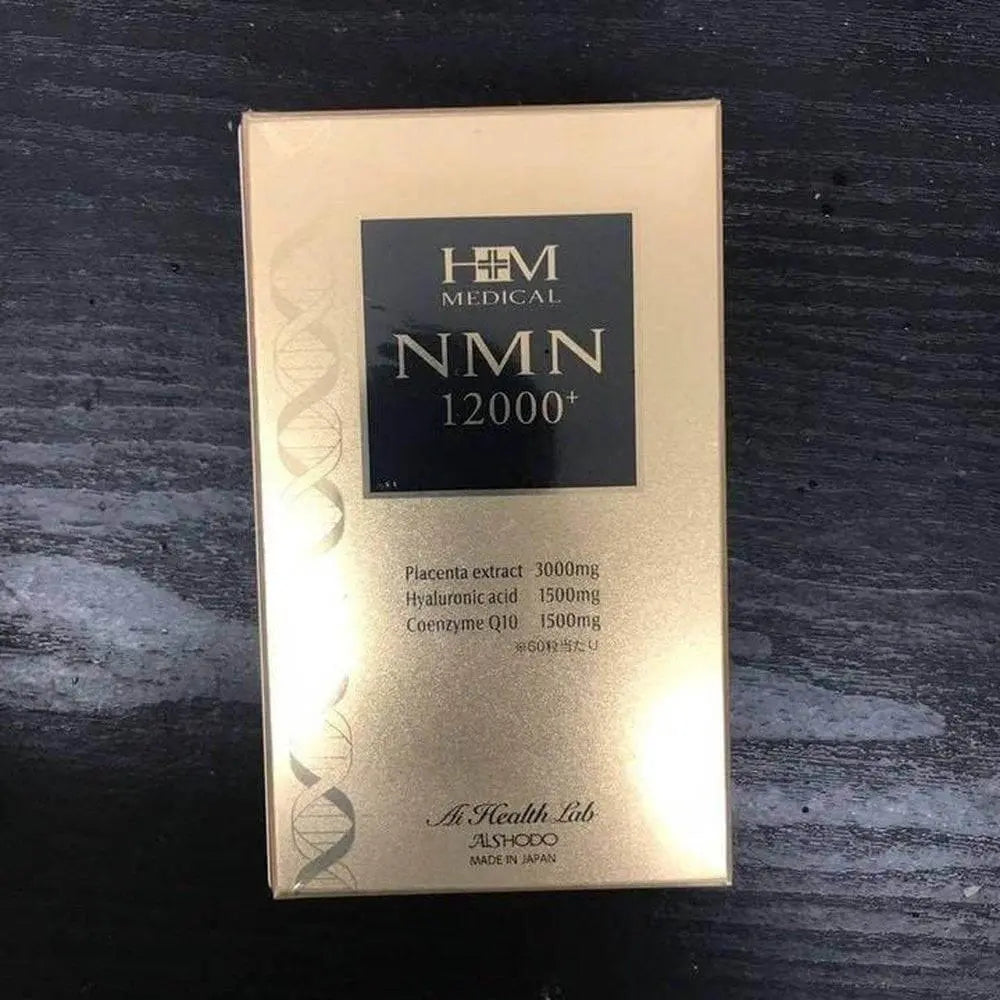 H M
MEDICAL
NMN
12000+
Placenta extract 3000mg
Hyaluronic acid 1500mg
Coenzyme Q10 1500mg
※60粒当たり
Ai Health Lab
AISHODO
MADE IN JAPAN